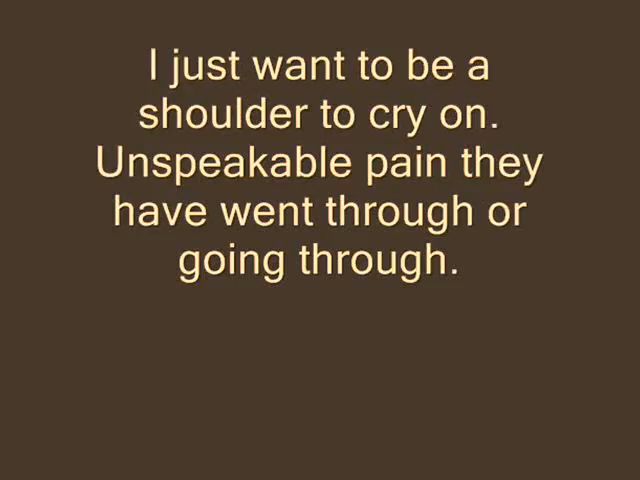 I just want to be a
shoulder to cry on.
Unspeakable pain they
have went through or
going through.